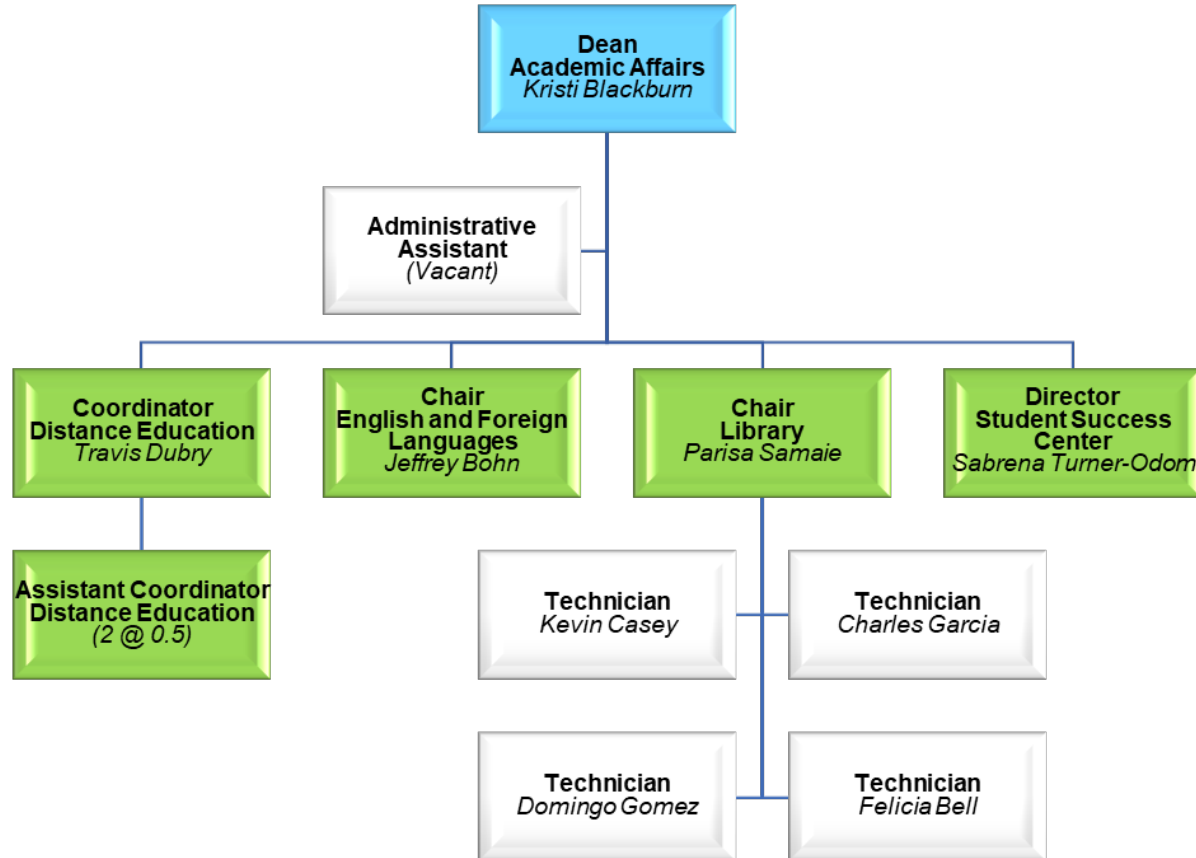 Dean
Academic Affairs
Kristi Blackburn
Administrative
Assistant
(Vacant)
Coordinator
Distance Education
Travis Dubry
Chair
English and Foreign
Languages
Jeffrey Bohn
Chair
Library
Parisa Samaie
Director
Student Success
Center
Sabrena Turner-Odom
Assistant Coordinator
Distance Education
(2 @ 0.5)
Technician
Kevin Casey
Technician
Charles Garcia
Technician
Domingo Gomez
Technician
Felicia Bell